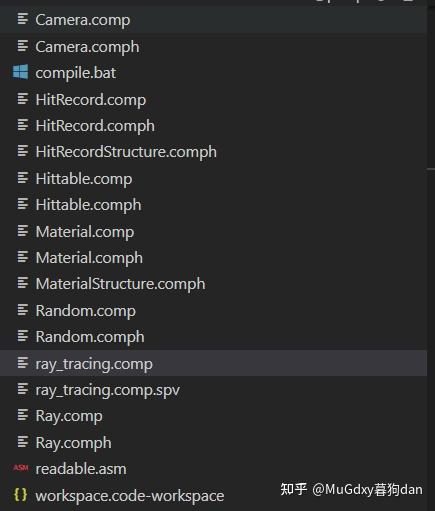 Camera.comp
Camera.comph
compile.bat
HitRecord.comp
HitRecord.comph
HitRecordStructure.comph
Hittable.comp
Hittable.comph
Material.comp
Material.comph
MaterialStructure.comph
Random.comp
Random.comph
ray_tracing.comp
ray_tracing.comp.spv
Ray.comp
Ray.comph
ASM readable.asm
{} workspace.code-workspace
知乎 @MuGdxy暮狗dan